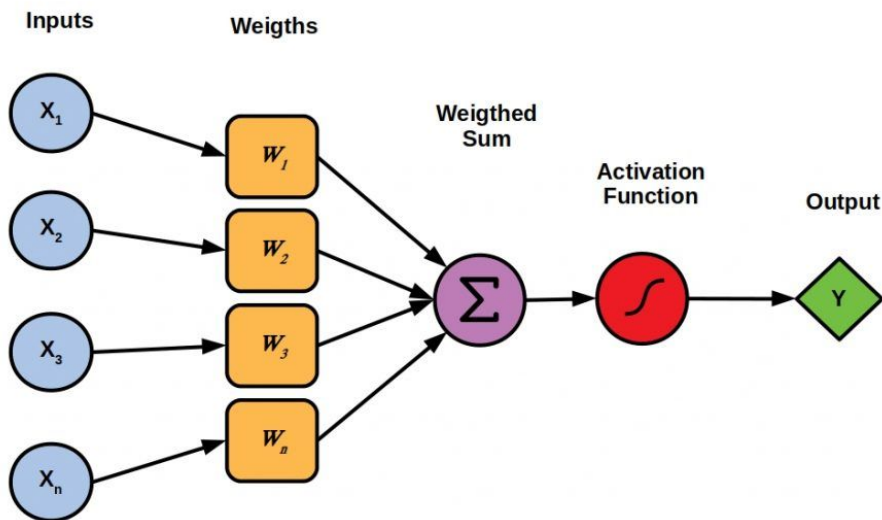 Inputs
Weigths
Weigthed
Sum
Activation
Function
Output
X₁
W₁
X₂
W₂
X₃
W₃
Xₙ
Wₙ
Σ
Y